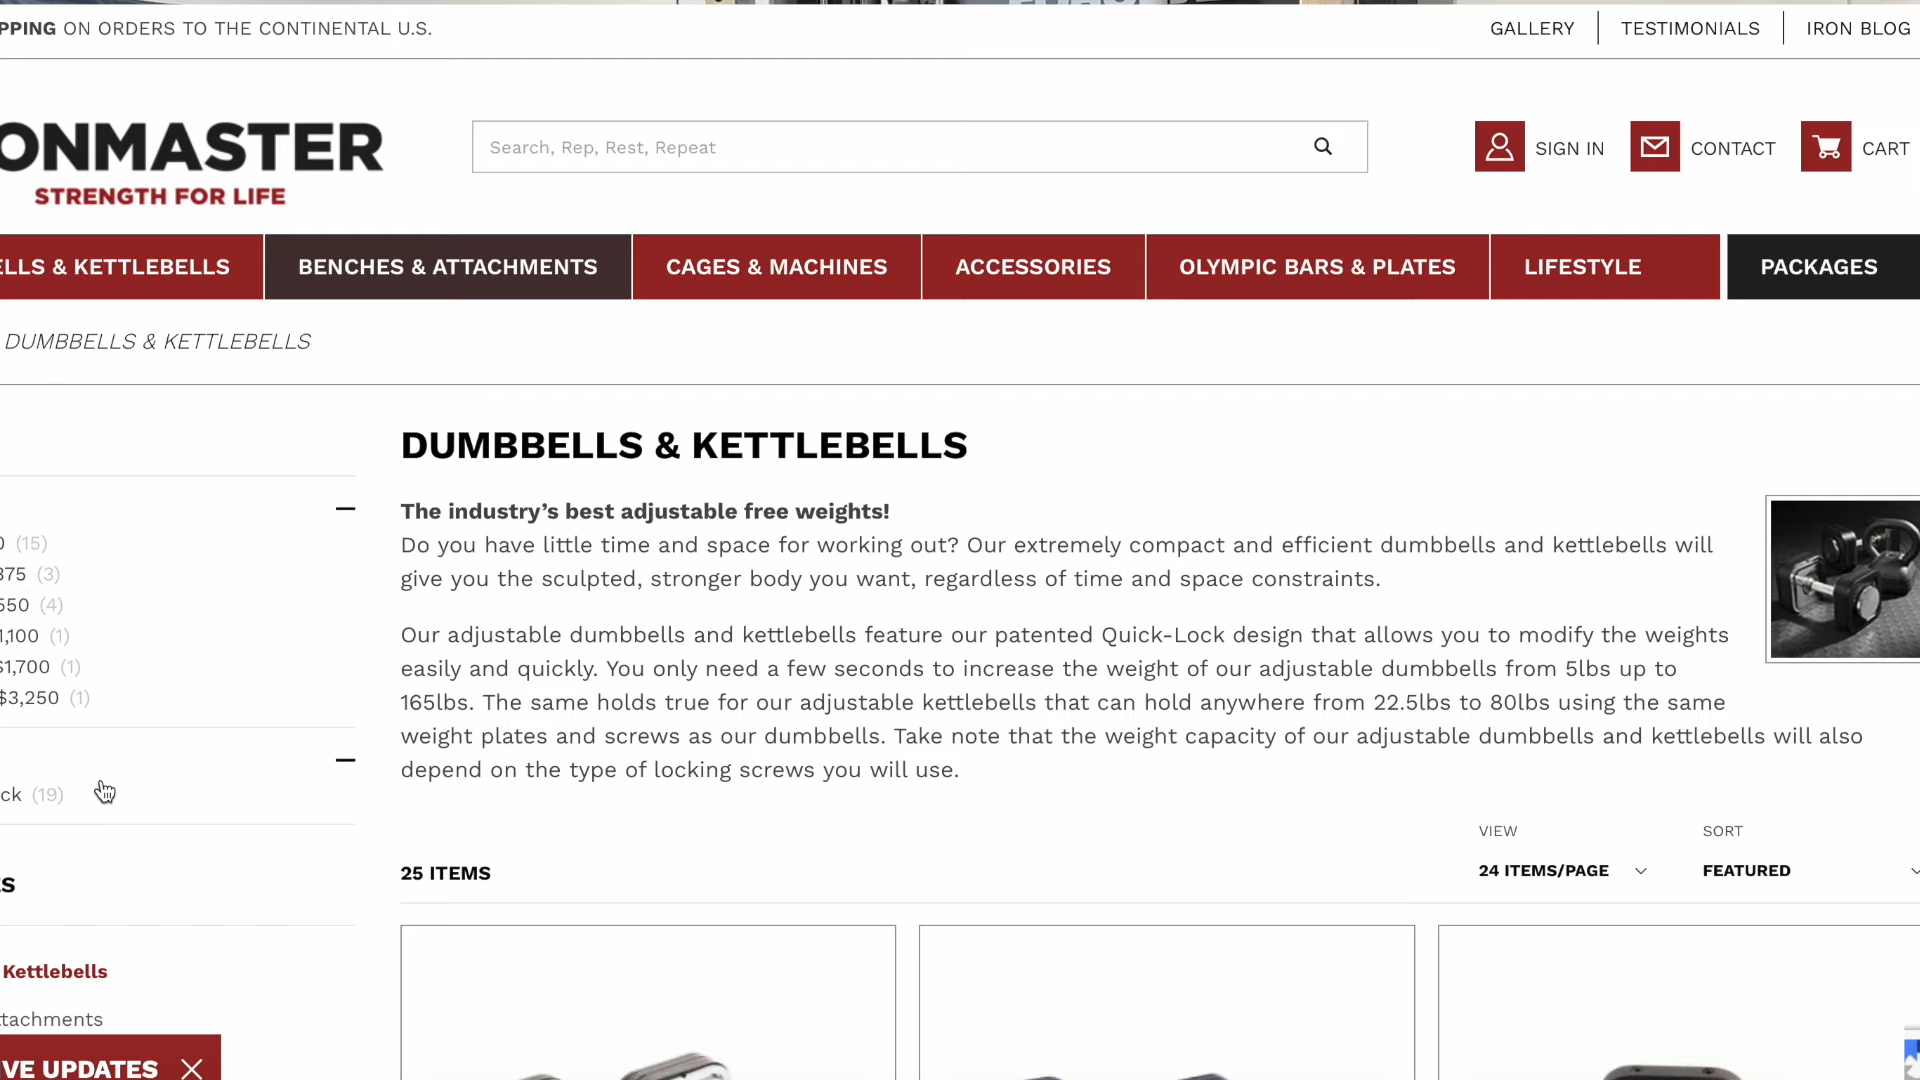 PPING ON ORDERS TO THE CONTINENTAL U.S.
GALLERY
TESTIMONIALS
IRON BLOG
ONMASTER
STRENGTH FOR LIFE
Search, Rep, Rest, Repeat
SIGN IN
CONTACT
CART
ELLS & KETTLEBELLS
BENCHES & ATTACHMENTS
CAGES & MACHINES
ACCESSORIES
OLYMPIC BARS & PLATES
LIFESTYLE
PACKAGES
DUMBBELLS & KETTLEBELLS
0 (15)
375 (3)
550 (4)
1,100 (1)
$1,700 (1)
$3,250 (1)
ck (19)
ES
Kettlebells
ttachments
VE UPDATES
DUMBBELLS & KETTLEBELLS
The industry’s best adjustable free weights!
Do you have little time and space for working out? Our extremely compact and efficient dumbbells and kettlebells will
give you the sculpted, stronger body you want, regardless of time and space constraints.
Our adjustable dumbbells and kettlebells feature our patented Quick-Lock design that allows you to modify the weights
easily and quickly. You only need a few seconds to increase the weight of our adjustable dumbbells from 5lbs up to
165lbs. The same holds true for our adjustable kettlebells that can hold anywhere from 22.5lbs to 80lbs using the same
weight plates and screws as our dumbbells. Take note that the weight capacity of our adjustable dumbbells and kettlebells will also
depend on the type of locking screws you will use.
VIEW
SORT
25 ITEMS
24 ITEMS/PAGE
FEATURED